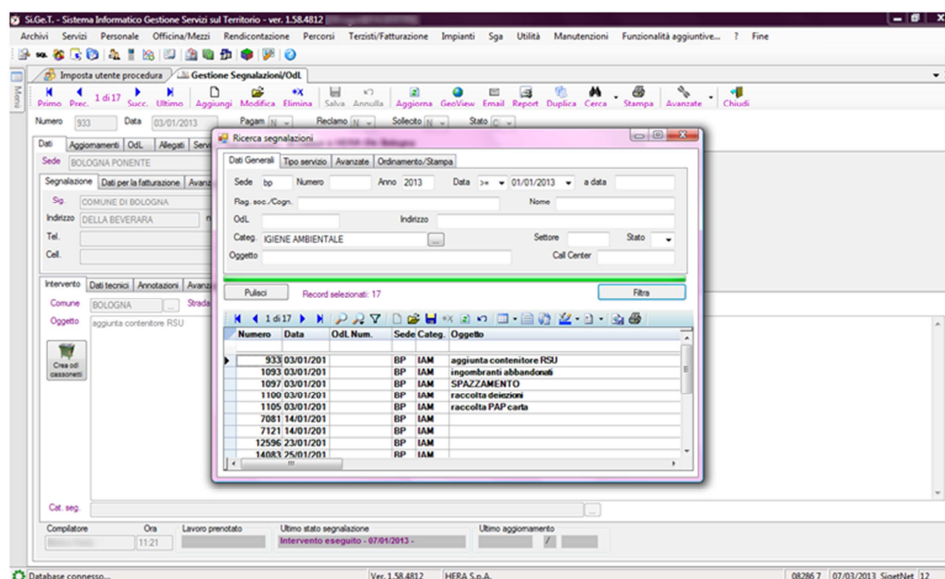 Si.Ge.T. - Sistema Informatico Gestione Servizi sul Territorio - ver. 1.58.4812
Archivi Servizi Personale Officina/Mezzi Rendicontazione Percorsi Terzisti/Fatturazione Impianti Sga Utilità Manutenzioni Funzionalità aggiuntive... ? Fine
Imposta utente procedura Gestione Segnalazioni/OdL
Menu
Primo Prec. 1 di 17 Succ. Ultimo Aggiungi Modifica Elimina Salva Annulla Aggiorna GeoView Email Report Duplica Cerca Stampa Avanzate Chiudi
Numero 933 Data 03/01/2013 Pagam N Reclamo N Sollecito N Stato C
Dati Aggiornamenti OdL Allegati Servi
Sede BOLOGNA PONENTE
Segnalazione Dati per la fatturazione Avanz
Sig. COMUNE DI BOLOGNA
Indirizzo DELLA BEVERARA n
Tel.
Cell.
Intervento Dati tecnici Annotazioni Avanza
Comune BOLOGNA ... Strada
Oggetto aggiunta contenitore RSU
Crea odl cassonetti
Ricerca segnalazioni
Dati Generali Tipo servizio Avanzate Ordinamento/Stampa
Sede bp Numero Anno 2013 Data >= 01/01/2013 a data
Rag. soc./Cogn. Nome
OdL Indirizzo
Categ. IGIENE AMBIENTALE ... Settore Stato
Oggetto Call Center
Pulisci Record selezionati: 17 Filtra
1 di 17
Numero Data OdL Num. Sede Categ. Oggetto
933 03/01/201 BP IAM aggiunta contenitore RSU
1093 03/01/201 BP IAM ingombranti abbandonati
1097 03/01/201 BP IAM SPAZZAMENTO
1100 03/01/201 BP IAM raccolta deiezioni
1105 03/01/201 BP IAM raccolta PAP carta
7081 14/01/201 BP IAM
7121 14/01/201 BP IAM
12596 23/01/201 BP IAM
14083 25/01/201 BP IAM
Cat. seg. ...
Compilatore Ora Lavoro prenotato Ultimo stato segnalazione Ultimo aggiornamento
11:21 Intervento eseguito - 07/01/2013 - /
Database connesso... Ver. 1.58.4812 HERA S.p.A. 08286 7 07/03/2013 SigetNet 12